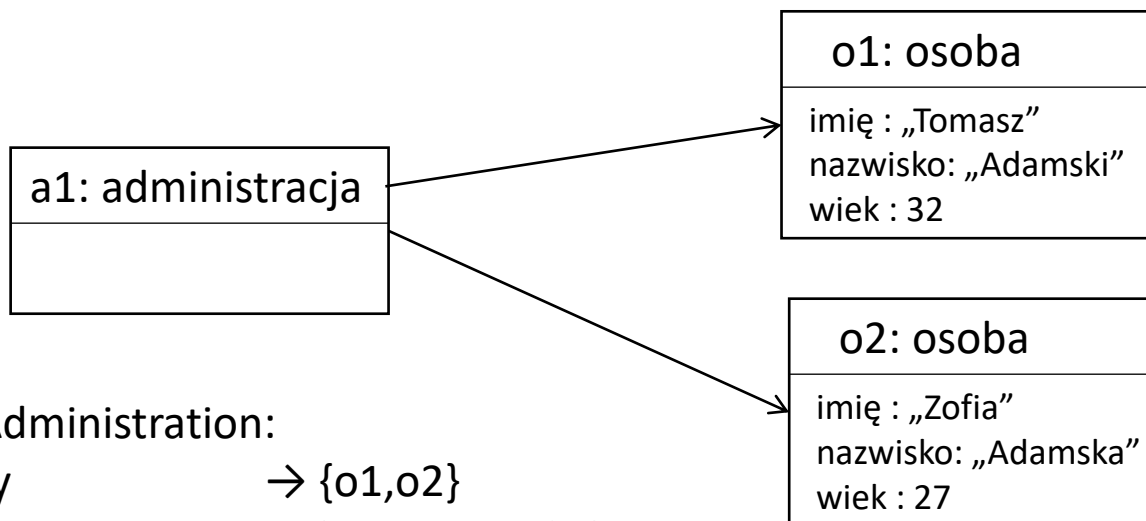 o1: osoba
imię : „Tomasz”
nazwisko: „Adamski”
wiek : 32
a1: administracja
o2: osoba
imię : „Zofia”
nazwisko: „Adamska”
wiek : 27
Administration:
→ {o1,o2}